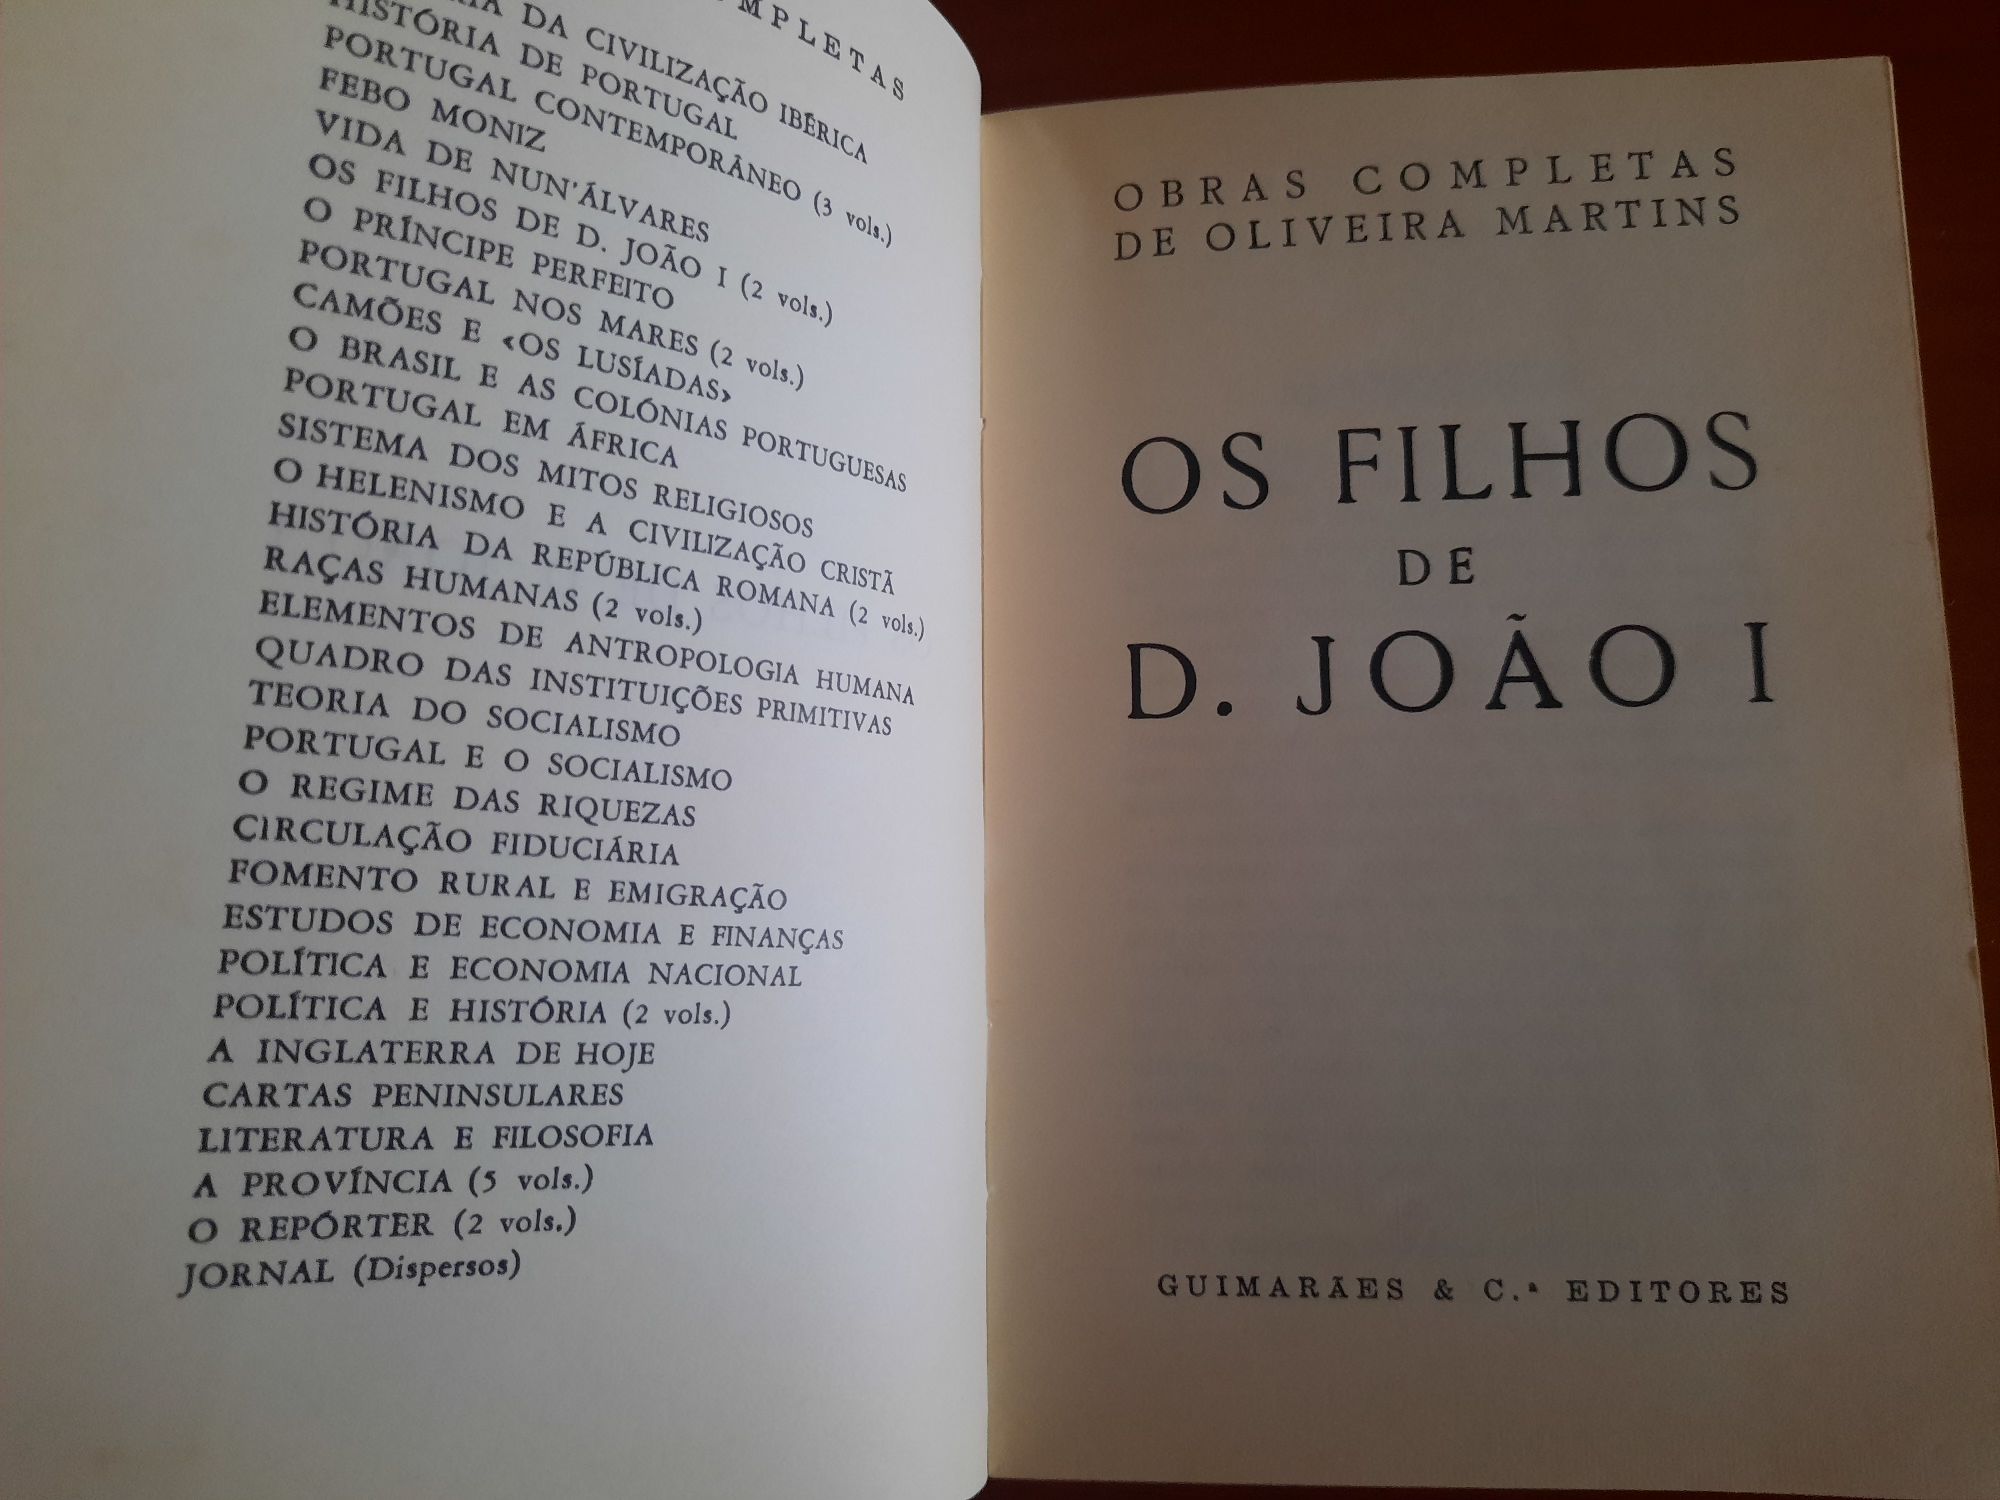 DA CIVILIZAÇÃO IBÉRICA
HISTÓRIA DE PORTUGAL
PORTUGAL CONTEMPORÂNEO (3 vols.)
FEBO MONIZ
VIDA DE NUN'ÁLVARES
OS FILHOS DE D. JOÃO I (2 vols.)
O PRÍNCIPE PERFEITO
PORTUGAL NOS MARES (2 vols.)
CAMÕES E «OS LUSÍADAS»
O BRASIL E AS COLÓNIAS PORTUGUESAS
PORTUGAL EM ÁFRICA
SISTEMA DOS MITOS RELIGIOSOS
O HELENISMO E A CIVILIZAÇÃO CRISTÃ
HISTÓRIA DA REPÚBLICA ROMANA (2 vols.)
RAÇAS HUMANAS (2 vols.)
ELEMENTOS DE ANTROPOLOGIA HUMANA
QUADRO DAS INSTITUIÇÕES PRIMITIVAS
TEORIA DO SOCIALISMO
PORTUGAL E O SOCIALISMO
O REGIME DAS RIQUEZAS
CIRCULAÇÃO FIDUCIÁRIA
FOMENTO RURAL E EMIGRAÇÃO
ESTUDOS DE ECONOMIA E FINANÇAS
POLÍTICA E ECONOMIA NACIONAL
POLÍTICA E HISTÓRIA (2 vols.)
A INGLATERRA DE HOJE
CARTAS PENINSULARES
LITERATURA E FILOSOFIA
A PROVÍNCIA (5 vols.)
O REPÓRTER (2 vols.)
JORNAL (Dispersos)
OBRAS COMPLETAS
DE OLIVEIRA MARTINS
OS FILHOS
DE
D. JOÃO I
GUIMARÃES & C.ª EDITORES